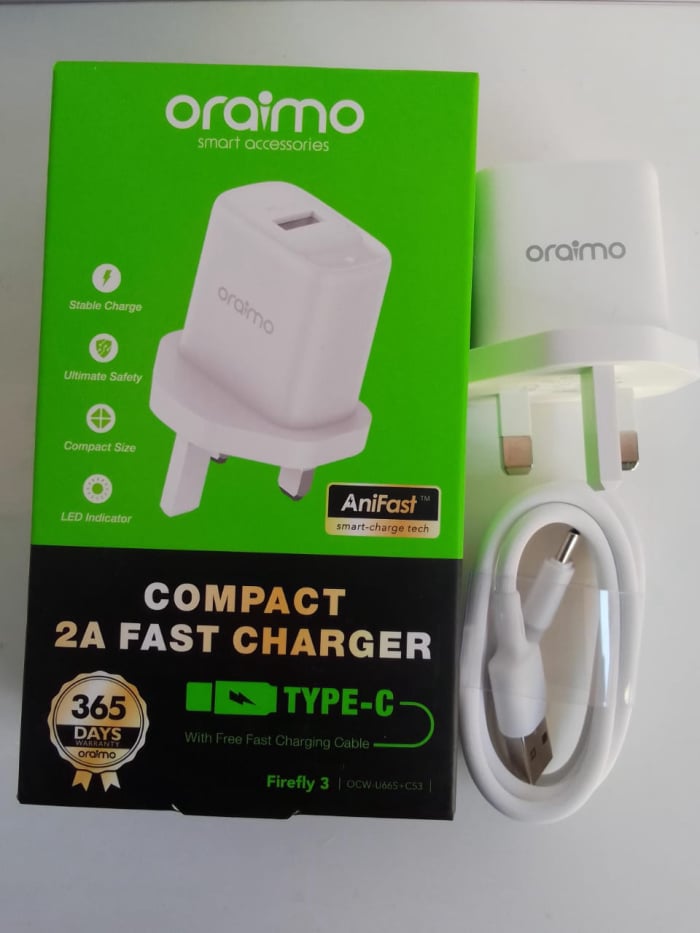 oraimo
smart accessories
oraimo
Stable Charge
Ultimate Safety
Compact Size
LED Indicator
AniFast™
smart-charge tech
COMPACT
2A FAST CHARGER
TYPE-C
With Free Fast Charging Cable
365
DAYS
WARRANTY
oraimo
Firefly 3 | OCW-U66S+C53 |
oraimo